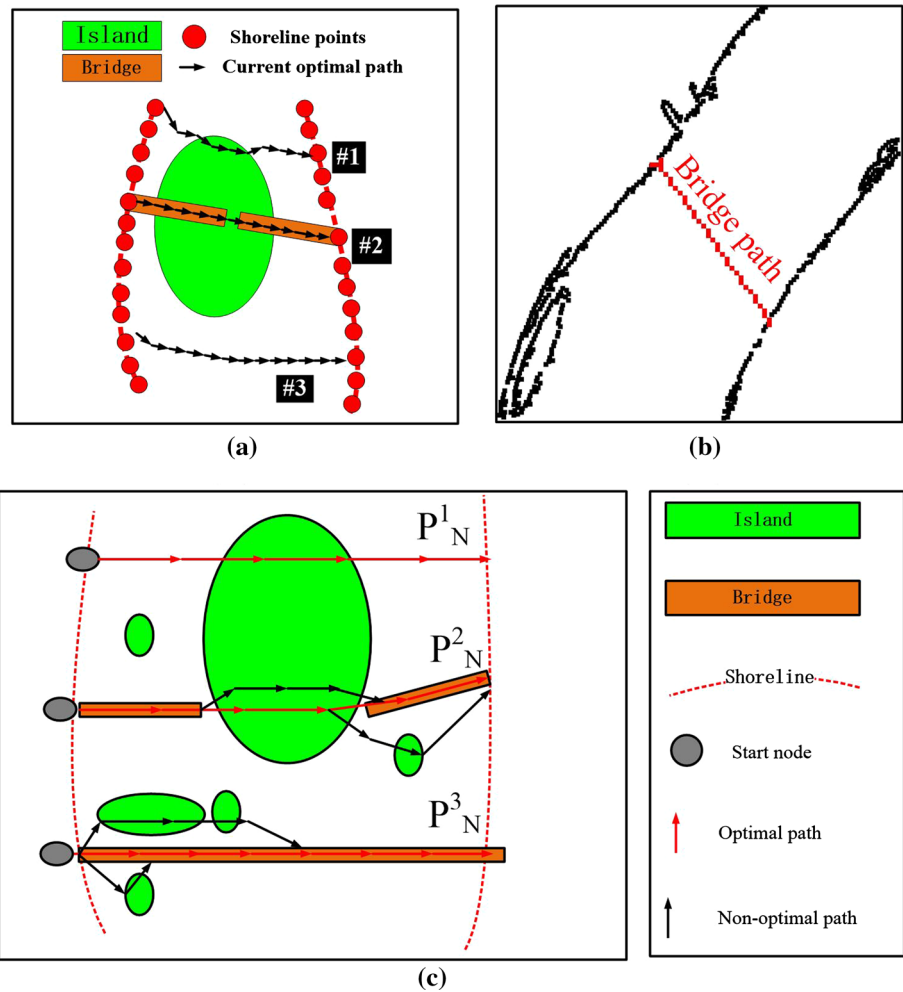 Island
Shoreline points
Bridge
Current optimal path
#1
#2
#3
(a)
Bridge path
(b)
P¹N
P²N
P³N
(c)
Island
Bridge
Shoreline
Start node
Optimal path
Non-optimal path